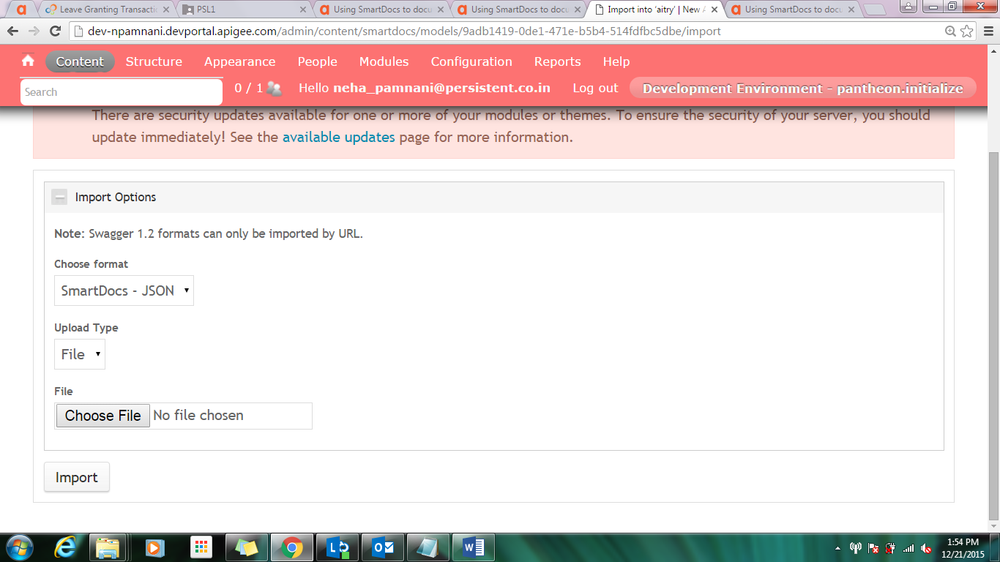 Leave Granting Transacti
PSL1
Using SmartDocs to docu
Using SmartDocs to docu
Import into 'aitry' | New A
Using SmartDocs to docu
dev-npamnani.devportal.apigee.com/admin/content/smartdocs/models/9adb1419-0de1-471e-b5b4-514fdfbc5dbe/import
Content Structure Appearance People Modules Configuration Reports Help
Search 0 / 1 Hello neha_pamnani@persistent.co.in Log out Development Environment - pantheon.initialize
There are security updates available for one or more of your modules or themes. To ensure the security of your server, you should
update immediately! See the available updates page for more information.
Import Options
Note: Swagger 1.2 formats can only be imported by URL.
Choose format
SmartDocs - JSON
Upload Type
File
File
Choose File No file chosen
Import
1:54 PM
12/21/2015